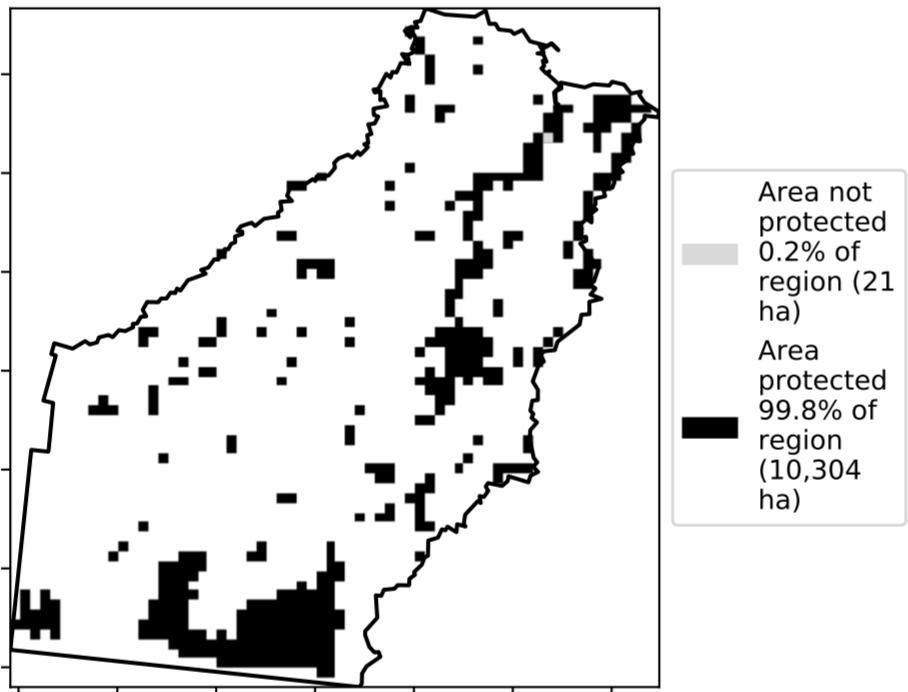 Area not
protected
0.2% of
region (21
ha)
Area
protected
99.8% of
region
(10,304
ha)